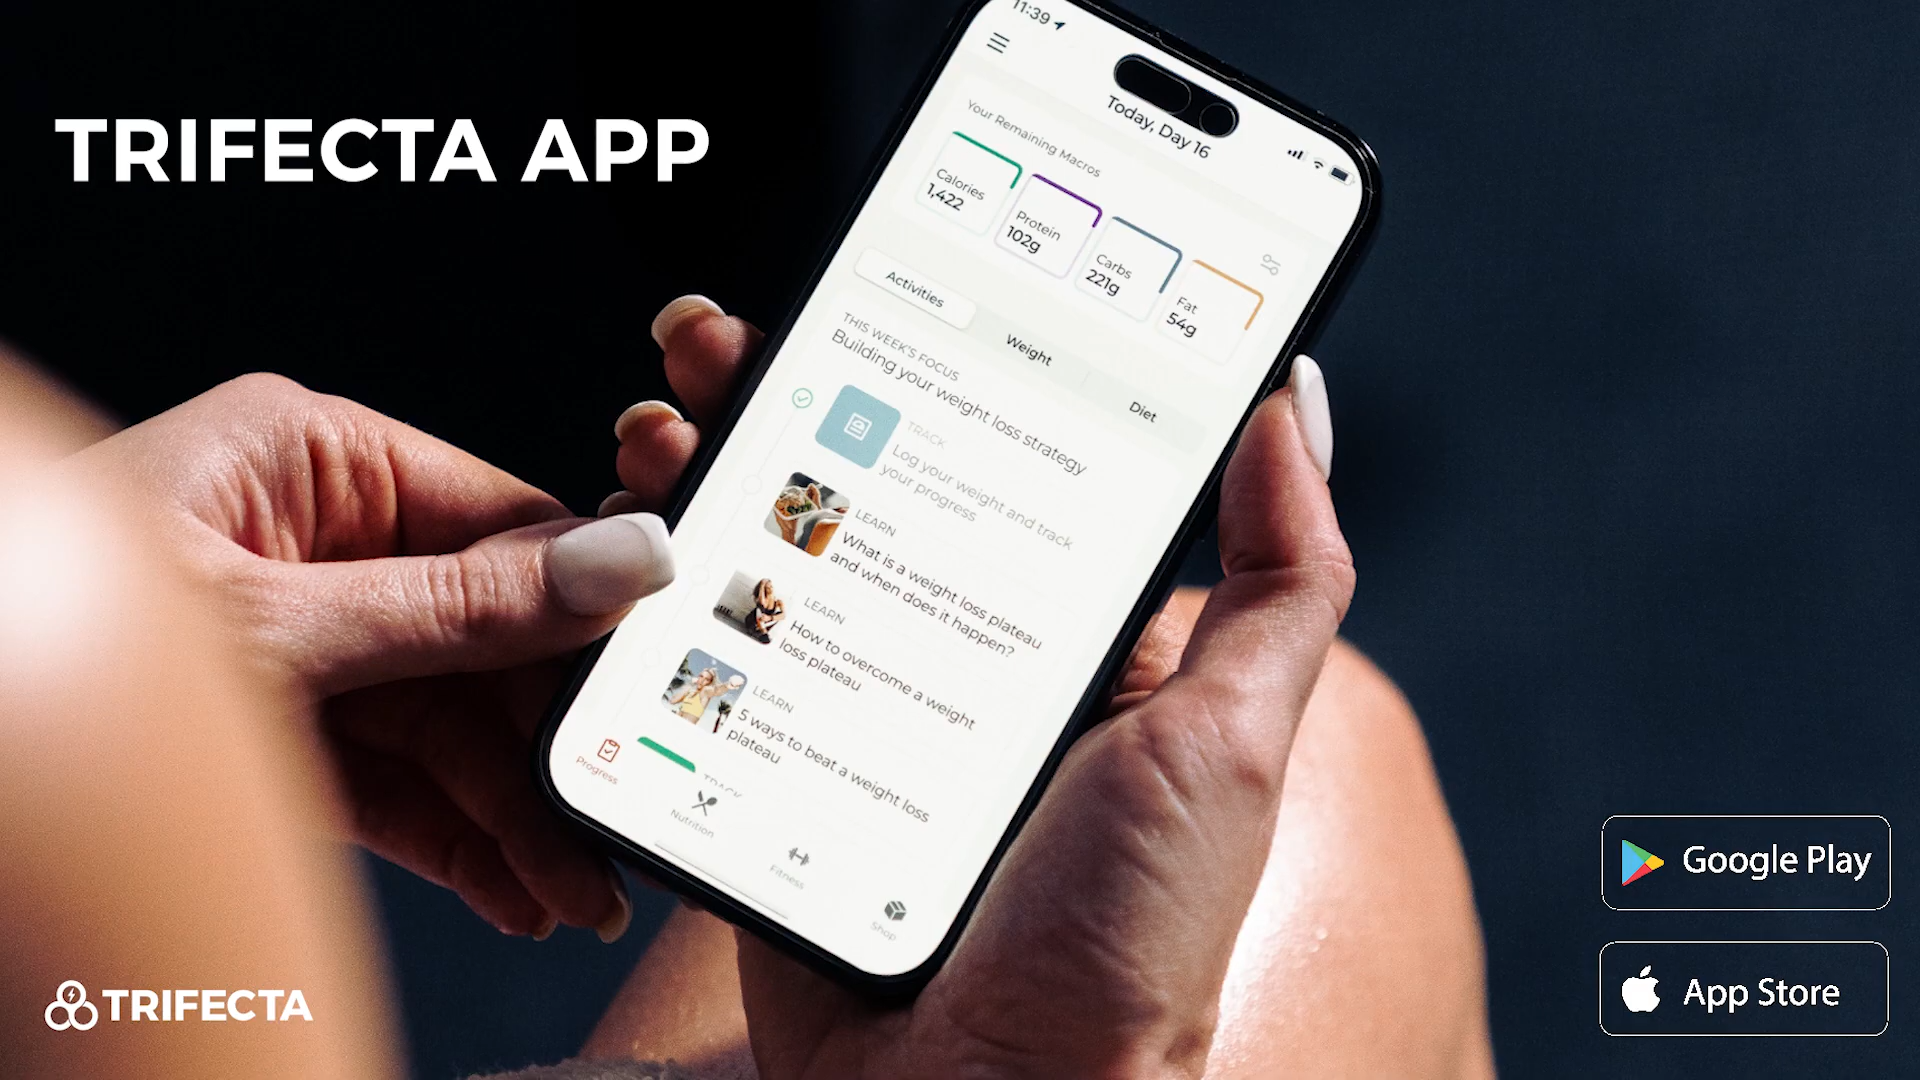 TRIFECTA APP
11:39
Today, Day 16
Your Remaining Macros
Calories
1,422
Protein
102g
Carbs
221g
Fat
54g
Activities
Weight
Diet
THIS WEEK'S FOCUS
Building your weight loss strategy
TRACK
Log your weight and track
your progress
LEARN
What is a weight loss plateau
and when does it happen?
LEARN
How to overcome a weight
loss plateau
LEARN
5 ways to beat a weight loss
plateau
TRACK
Progress
Nutrition
Fitness
Shop
TRIFECTA
Google Play
App Store